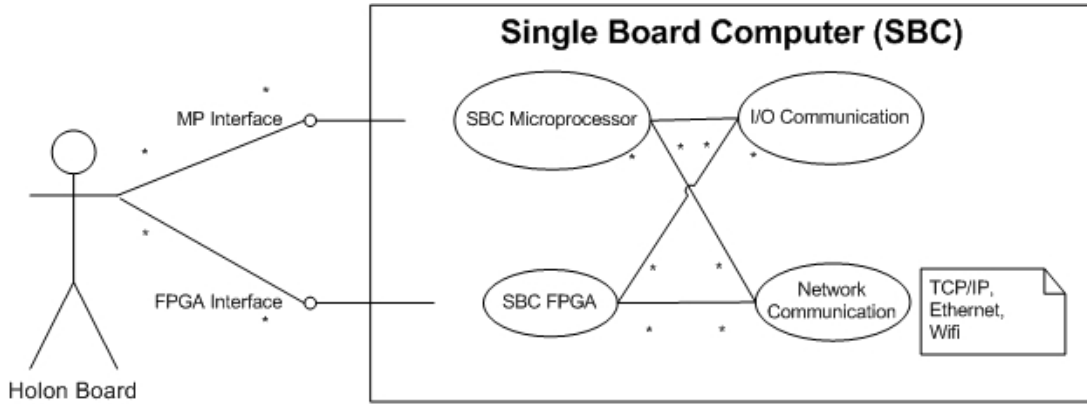 Single Board Computer (SBC)
*
MP Interface
SBC Microprocessor
I/O Communication
*
*
*
*
*
*
*
*
FPGA Interface
*
SBC FPGA
Network
Communication
*
*
TCP/IP,
Ethernet,
Wifi
Holon Board